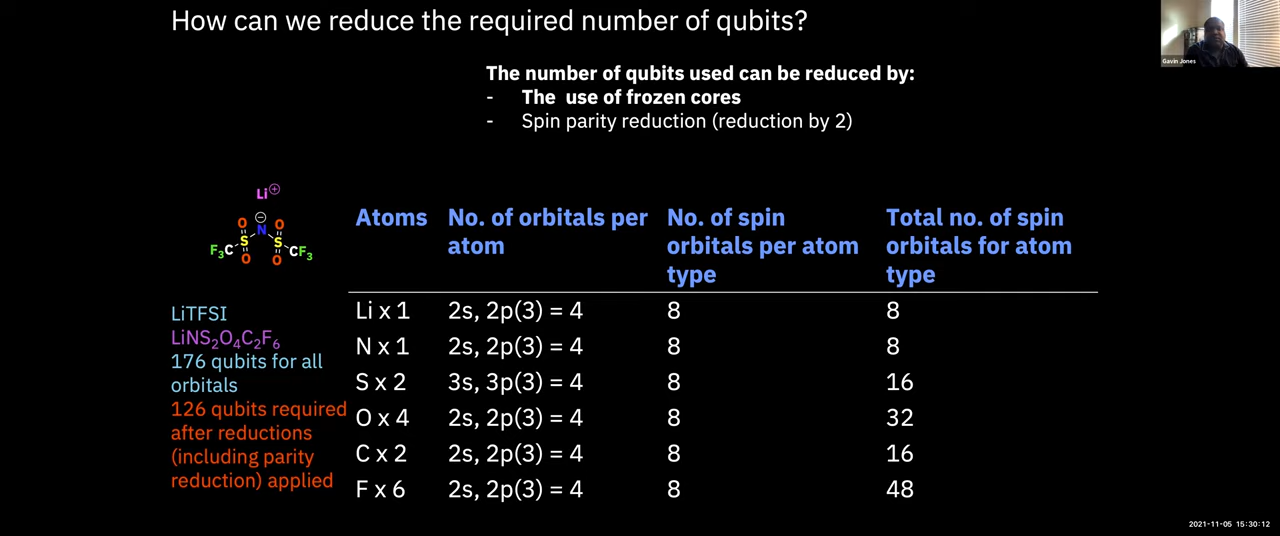 How can we reduce the required number of qubits?
Gavin Jones
The number of qubits used can be reduced by:
- The use of frozen cores
- Spin parity reduction (reduction by 2)
Li⊕
⊖
O O
N
S S
F₃C CF₃
O O
LiTFSI
LiNS₂O₄C₂F₆
176 qubits for all
orbitals
126 qubits required
after reductions
(including parity
reduction) applied
Atoms No. of orbitals per atom No. of spin orbitals per atom type Total no. of spin orbitals for atom type
Li x 1 2s, 2p(3) = 4 8 8
N x 1 2s, 2p(3) = 4 8 8
S x 2 3s, 3p(3) = 4 8 16
O x 4 2s, 2p(3) = 4 8 32
C x 2 2s, 2p(3) = 4 8 16
F x 6 2s, 2p(3) = 4 8 48
2021-11-05 15:30:12